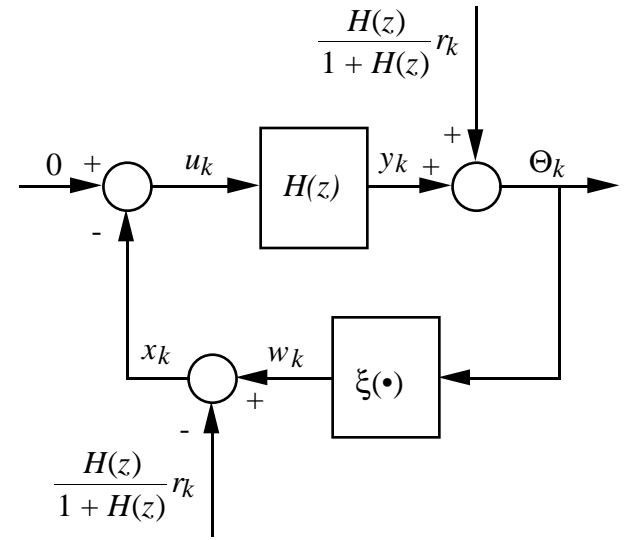 H(z)
1 + H(z) r_k
0 + u_k H(z) y_k + + Θ_k
-
x_k w_k ξ(•)
+
-
H(z)
1 + H(z) r_k